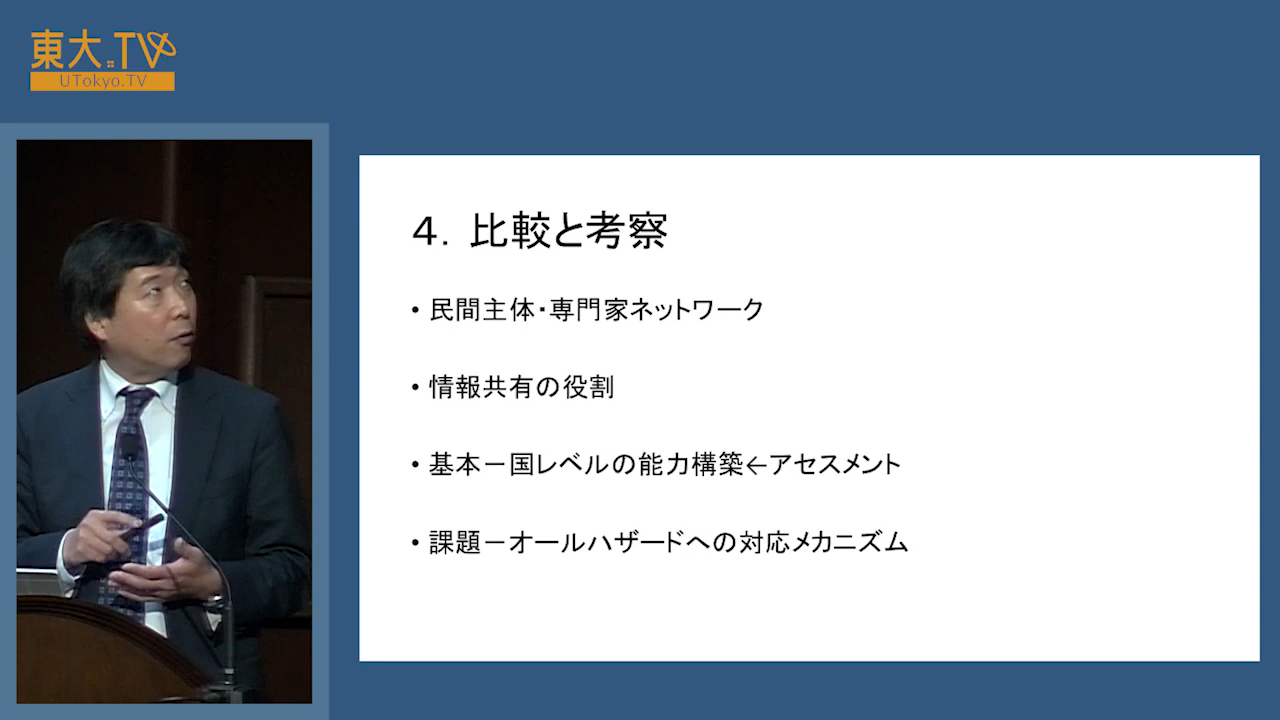 東大.TV
UTokyo.TV
４．比較と考察
• 民間主体・専門家ネットワーク
• 情報共有の役割
• 基本－国レベルの能力構築←アセスメント
• 課題－オールハザードへの対応メカニズム